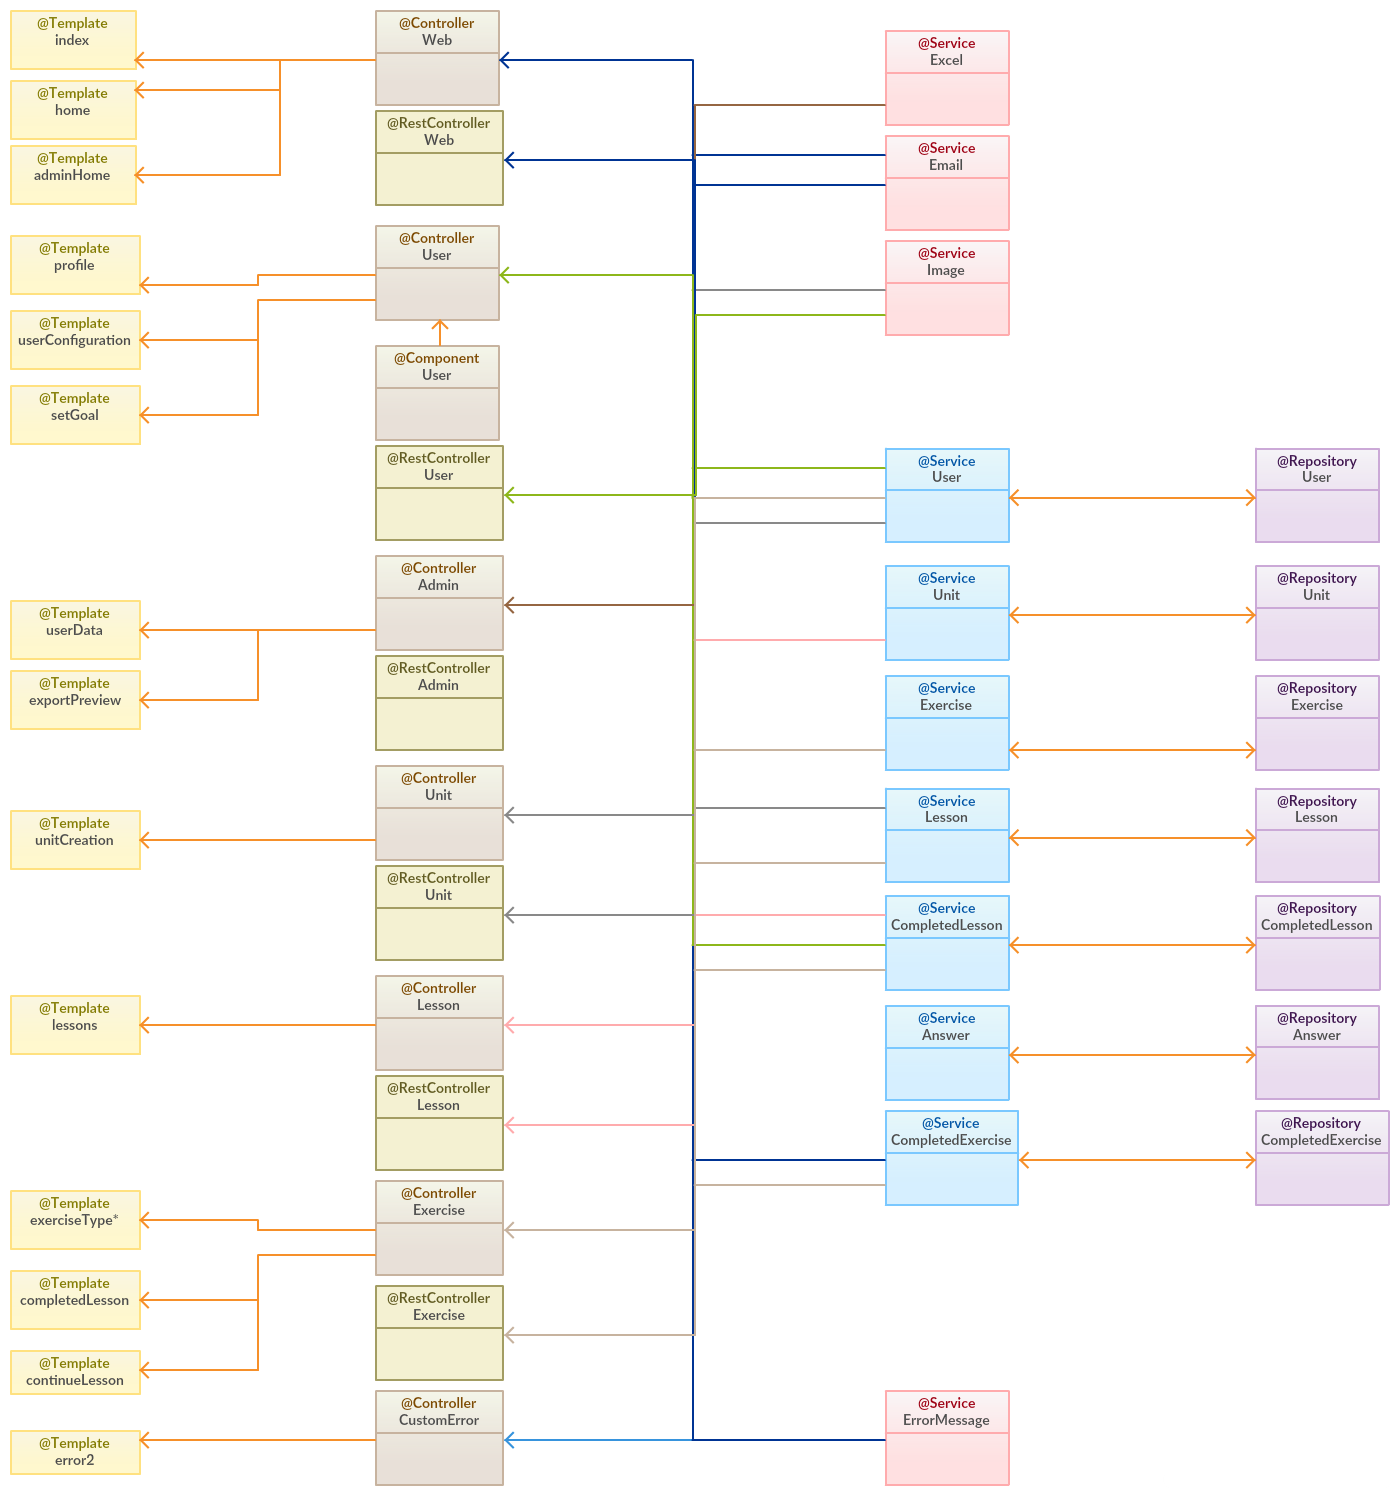 @Template
index
@Template
home
@Template
adminHome
@Template
profile
@Template
userConfiguration
@Template
setGoal
@Template
userData
@Template
exportPreview
@Template
unitCreation
@Template
lessons
@Template
exerciseType*
@Template
completedLesson
@Template
continueLesson
@Template
error2
@Controller
Web
@RestController
Web
@Controller
User
@Component
User
@RestController
User
@Controller
Admin
@RestController
Admin
@Controller
Unit
@RestController
Unit
@Controller
Lesson
@RestController
Lesson
@Controller
Exercise
@RestController
Exercise
@Controller
CustomError
@Service
Excel
@Service
Email
@Service
Image
@Service
User
@Service
Unit
@Service
Exercise
@Service
Lesson
@Service
CompletedLesson
@Service
Answer
@Service
CompletedExercise
@Service
ErrorMessage
@Repository
User
@Repository
Unit
@Repository
Exercise
@Repository
Lesson
@Repository
CompletedLesson
@Repository
Answer
@Repository
CompletedExercise